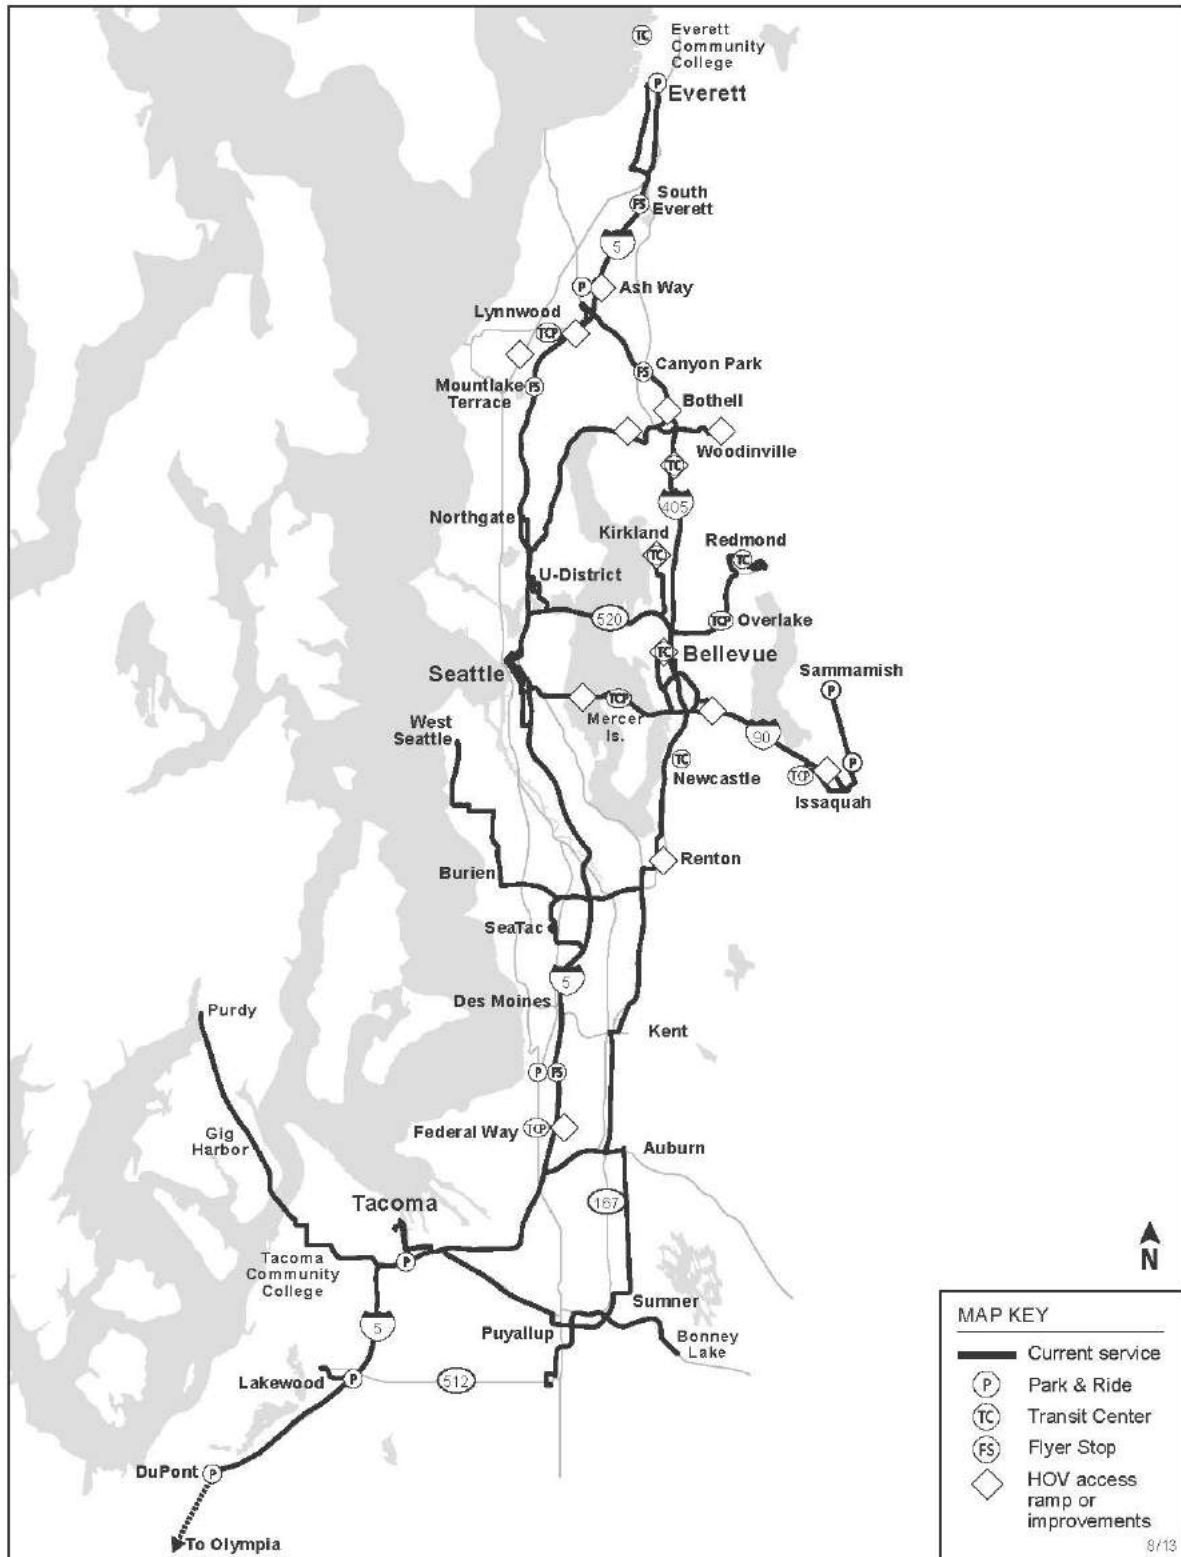 TC
Everett
Community
College
P
Everett
South
Everett
FS
5
P
Ash Way
Lynnwood
TCP
Canyon Park
FS
Mountlake
Terrace
FS
Bothell
Woodinville
TC
405
Northgate
Kirkland
TC
Redmond
TC
U-District
520
TCP
Overlake
TC
Bellevue
Seattle
Sammamish
P
TCP
Mercer
Is.
West
Seattle
90
TC
Newcastle
P
TCP
Issaquah
Renton
Burien
SeaTac
5
Des Moines
Purdy
Kent
P
FS
Gig
Harbor
Federal Way
TCP
Auburn
167
Tacoma
P
Tacoma
Community
College
Sumner
5
Puyallup
Bonney
Lake
Lakewood
P
512
DuPont
P
To Olympia
N
MAP KEY
Current service
P
Park & Ride
TC
Transit Center
FS
Flyer Stop
HOV access
ramp or
improvements
8/13